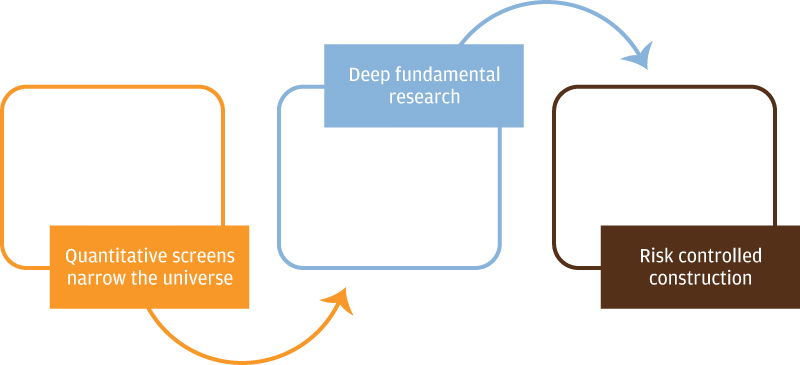 Quantitative screens
narrow the universe
Deep fundamental
research
Risk controlled
construction